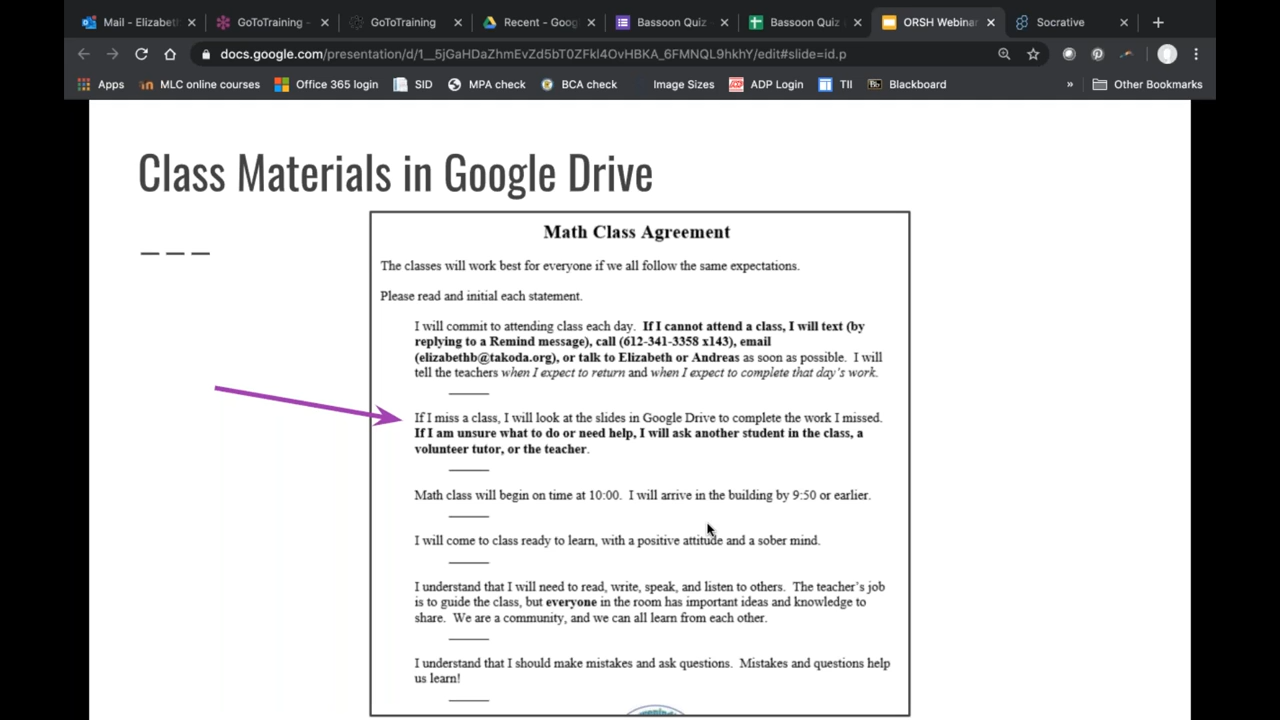 Mail - Elizabet
GoToTraining -
GoToTraining
Recent - Goog
Bassoon Quiz -
Bassoon Quiz
ORSH Webinar
Socrative
docs.google.com/presentation/d/1__5jGaHDaZhmEvZd5bT0ZFkl4OvHBKA_6FMNQL9hkhY/edit#slide=id.p
Apps
MLC online courses
Office 365 login
SID
MPA check
BCA check
Image Sizes
ADP Login
TII
Bb
Blackboard
»
Other Bookmarks
Class Materials in Google Drive
Math Class Agreement
The classes will work best for everyone if we all follow the same expectations.
Please read and initial each statement.
I will commit to attending class each day. If I cannot attend a class, I will text (by
replying to a Remind message), call (612-341-3358 x143), email
(elizabethb@takoda.org), or talk to Elizabeth or Andreas as soon as possible. I will
tell the teachers when I expect to return and when I expect to complete that day's work.
If I miss a class, I will look at the slides in Google Drive to complete the work I missed.
If I am unsure what to do or need help, I will ask another student in the class, a
volunteer tutor, or the teacher.
Math class will begin on time at 10:00. I will arrive in the building by 9:50 or earlier.
I will come to class ready to learn, with a positive attitude and a sober mind.
I understand that I will need to read, write, speak, and listen to others. The teacher's job
is to guide the class, but everyone in the room has important ideas and knowledge to
share. We are a community, and we can all learn from each other.
I understand that I should make mistakes and ask questions. Mistakes and questions help
us learn!